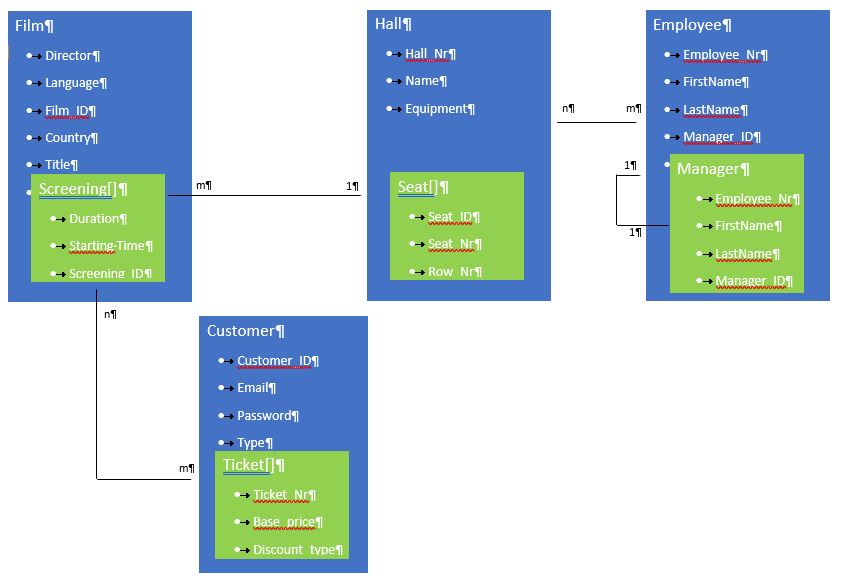 Film¶
Director¶
Language¶
Film_ID¶
Country¶
Title¶
Screening[]¶
Duration¶
Starting·Time¶
Screening_ID¶
m¶
1¶
Hall¶
Hall_Nr¶
Name¶
Equipment¶
Seat[]¶
Seat_ID¶
Seat_Nr¶
Row_Nr¶
n¶
m¶
Employee¶
Employee_Nr¶
FirstName¶
LastName¶
Manager_ID¶
1¶
1¶
Manager¶
Employee_Nr¶
FirstName¶
LastName¶
Manager_ID¶
n¶
m¶
Customer¶
Customer_ID¶
Email¶
Password¶
Type¶
Ticket[]¶
Ticket_Nr¶
Base_price¶
Discount_type¶